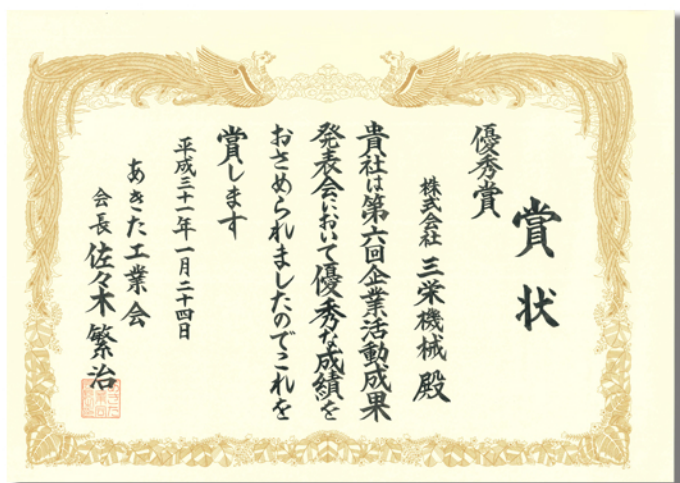 賞状
優秀賞
株式会社 三栄機械 殿
貴社は第六回企業活動成果
発表会において優秀な成績を
おさめられましたのでこれを
賞します
平成三十一年一月二十四日
あきた工業会
会長 佐々木繁治